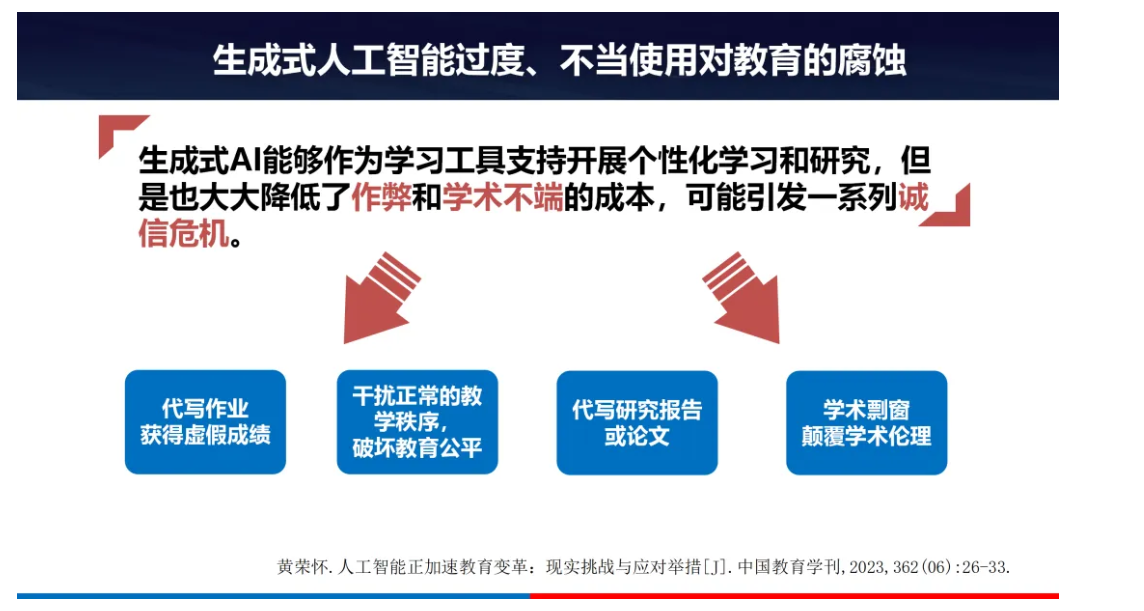 生成式人工智能过度、不当使用对教育的腐蚀
生成式AI能够作为学习工具支持开展个性化学习和研究，但
是也大大降低了作弊和学术不端的成本，可能引发一系列诚
信危机。
代写作业
获得虚假成绩
干扰正常的教
学秩序，
破坏教育公平
代写研究报告
或论文
学术剽窃
颠覆学术伦理
黄荣怀.人工智能正加速教育变革：现实挑战与应对举措[J].中国教育学刊,2023,362(06):26-33.